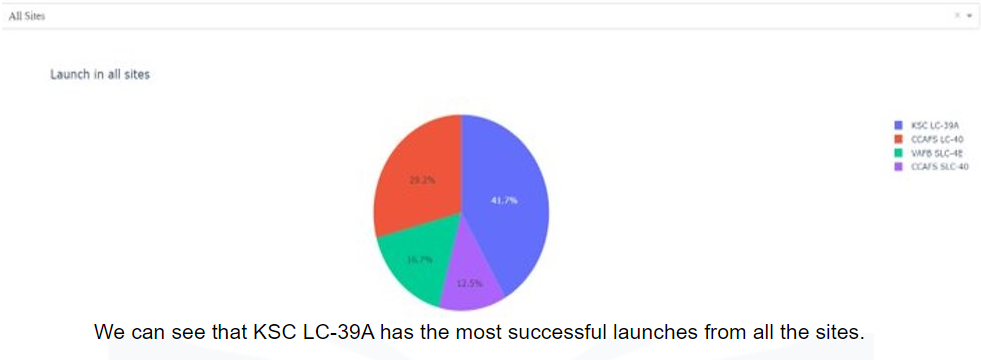 All Sites
Launch in all sites
KSC LC-39A
CCAFS LC-40
VAFB SLC-4E
CCAFS SLC-40
29.2%
41.7%
16.7%
12.5%
We can see that KSC LC-39A has the most successful launches from all the sites.